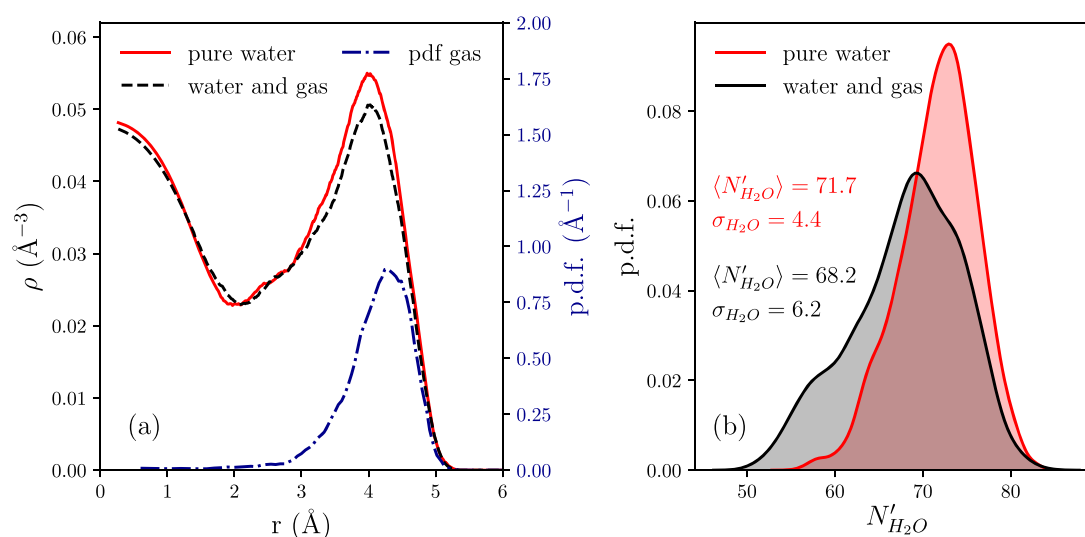 pure water
water and gas
pdf gas
0.06
0.05
0.04
0.03
0.02
0.01
0.00
ρ (Å⁻³)
2.00
1.75
1.50
1.25
1.00
0.75
0.50
0.25
0.00
p.d.f. (Å⁻¹)
(a)
0 1 2 3 4 5 6
r (Å)
pure water
water and gas
0.08
0.06
0.04
0.02
0.00
p.d.f.
⟨N′_{H₂O}⟩ = 71.7
σ_{H₂O} = 4.4
⟨N′_{H₂O}⟩ = 68.2
σ_{H₂O} = 6.2
(b)
50 60 70 80
N′_{H₂O}